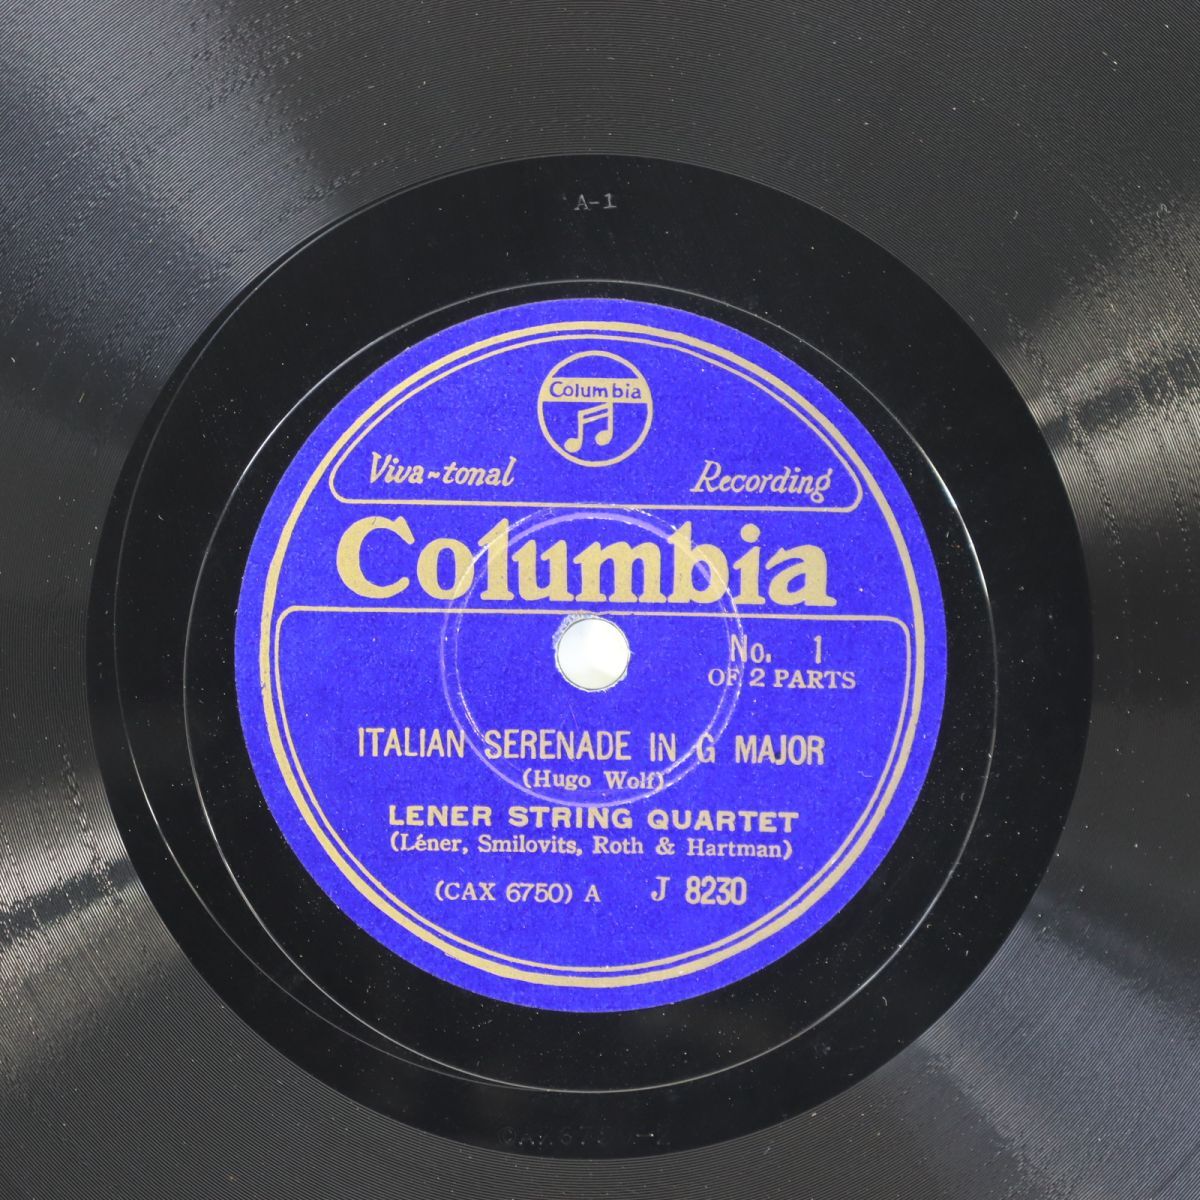 A-1
Columbia
Viva-tonal Recording
Columbia
No. 1
OF 2 PARTS
ITALIAN SERENADE IN G MAJOR
(Hugo Wolf)
LENER STRING QUARTET
(Léner, Smilovits, Roth & Hartman)
(CAX 6750) A J 8230